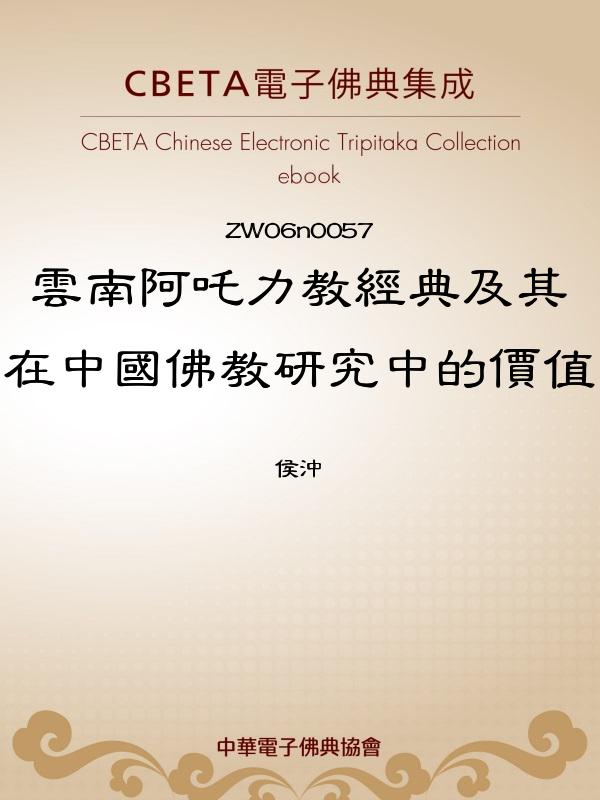 CBETA電子佛典集成
CBETA Chinese Electronic Tripitaka Collection
ebook
ZW06n0057
雲南阿吒力教經典及其
在中國佛教研究中的價值
侯沖
中華電子佛典協會